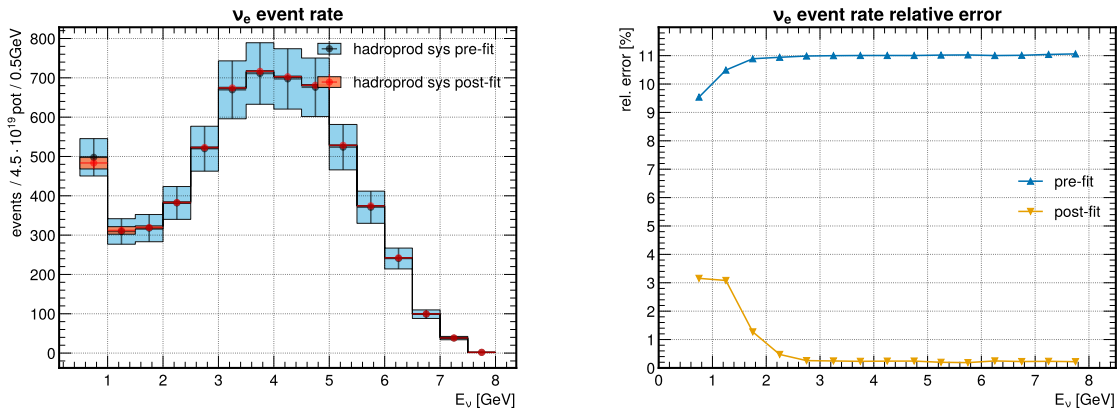 νe event rate
events / 4.5·10¹⁹ pot / 0.5GeV
800
700
600
500
400
300
200
100
0
hadroprod sys pre-fit
hadroprod sys post-fit
1 2 3 4 5 6 7 8
Eν [GeV]
νe event rate relative error
rel. error [%]
11
10
9
8
7
6
5
4
3
2
1
0
pre-fit
post-fit
0 1 2 3 4 5 6 7 8
Eν [GeV]